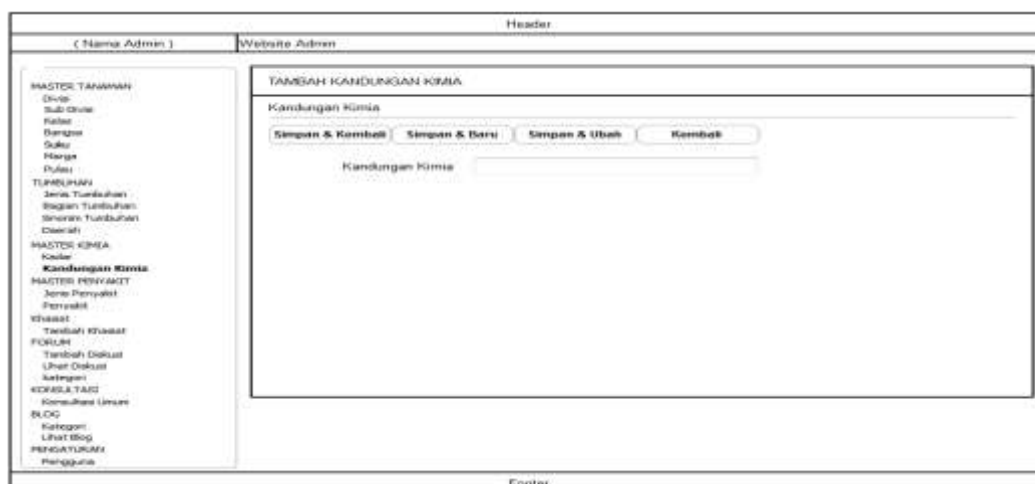 Header
( Nama Admin )
Website Admin
MASTER TANAMAN
Divisi
Sub Divisi
Kelas
Bangsa
Suku
Marga
Pulau
TUMBUHAN
Jenis Tumbuhan
Bagian Tumbuhan
Sinonim Tumbuhan
Daerah
MASTER KIMIA
Kadar
Kandungan Kimia
MASTER PENYAKIT
Jenis Penyakit
Penyakit
Khasiat
Tambah Khasiat
FORUM
Tambah Diskusi
Lihat Diskusi
kategori
KONSULTASI
Konsultasi Umum
BLOG
Kategori
Lihat Blog
PENGATURAN
Pengguna
TAMBAH KANDUNGAN KIMIA
Kandungan Kimia
Simpan & Kembali Simpan & Baru Simpan & Ubah Kembali
Kandungan Kimia
Footer